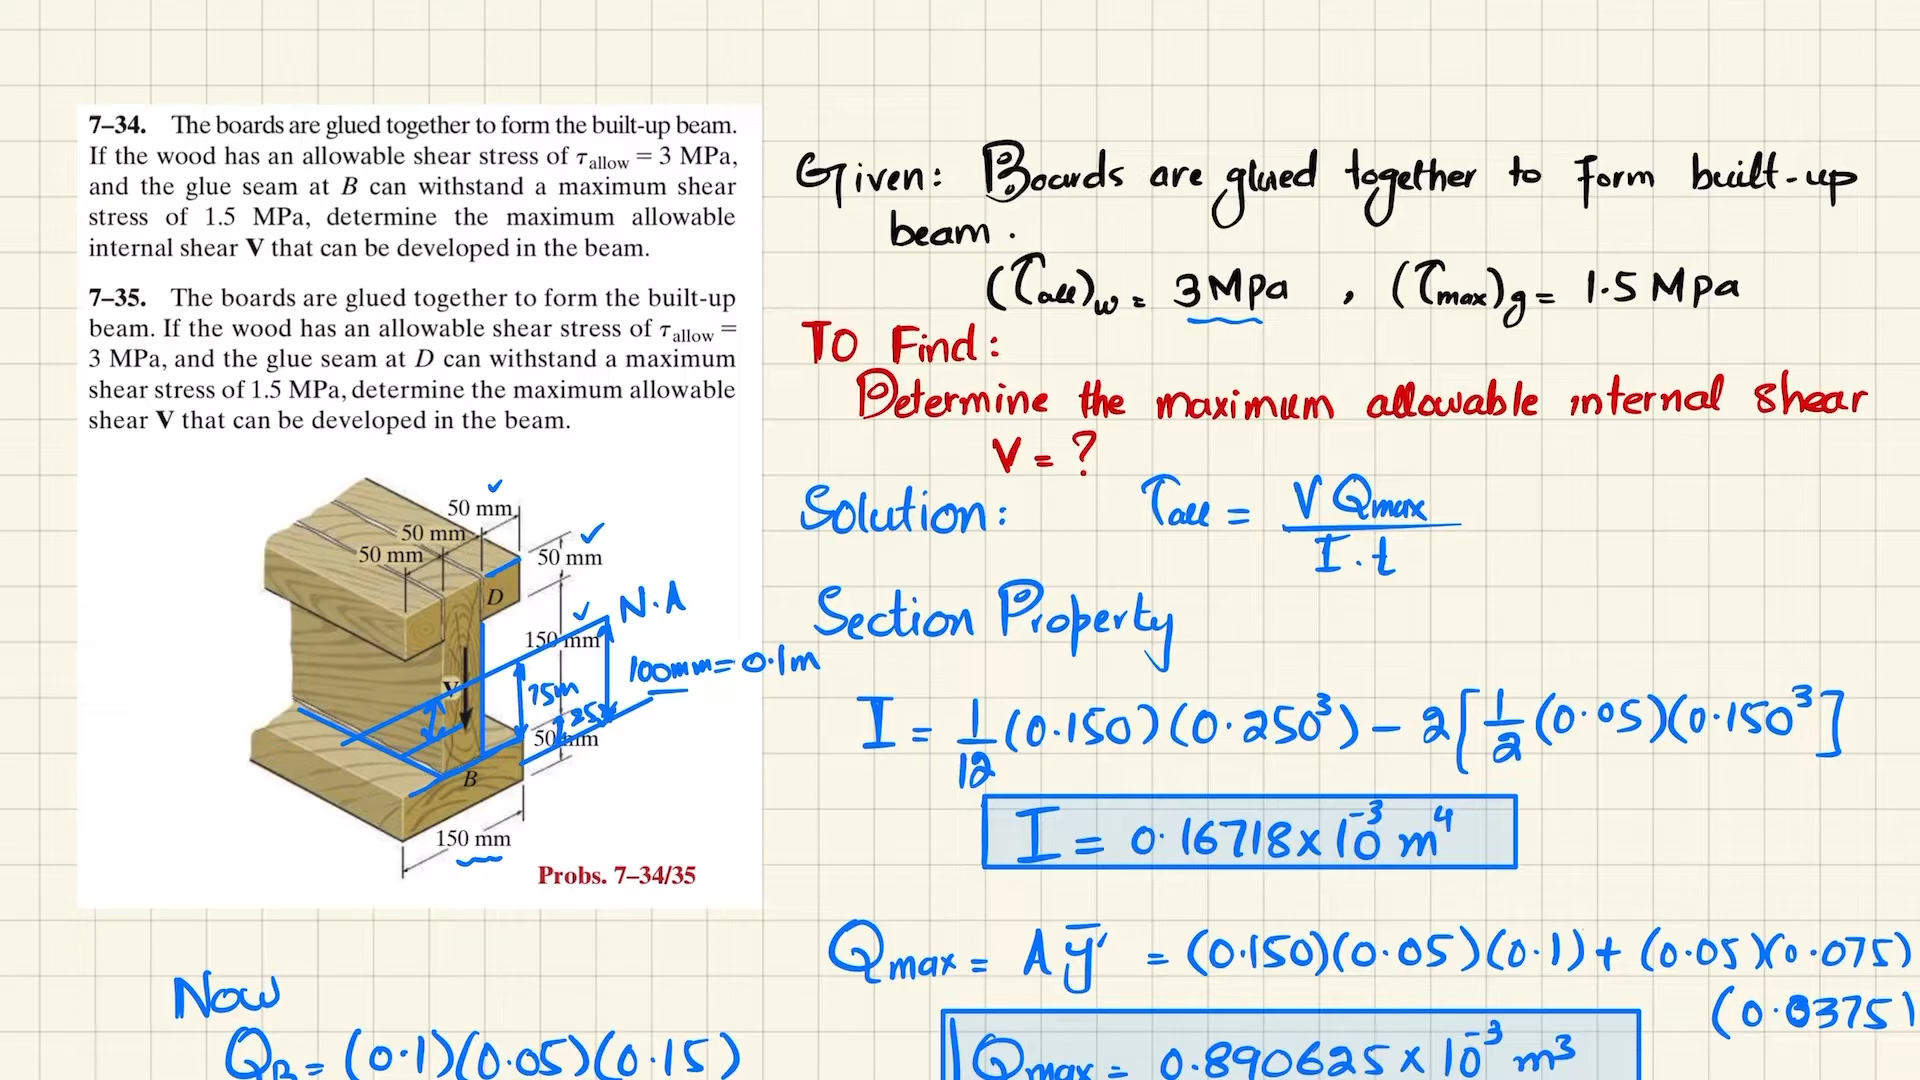 7–34. The boards are glued together to form the built-up beam.
If the wood has an allowable shear stress of τallow = 3 MPa,
and the glue seam at B can withstand a maximum shear
stress of 1.5 MPa, determine the maximum allowable
internal shear V that can be developed in the beam.
7–35. The boards are glued together to form the built-up
beam. If the wood has an allowable shear stress of τallow =
3 MPa, and the glue seam at D can withstand a maximum
shear stress of 1.5 MPa, determine the maximum allowable
shear V that can be developed in the beam.
50 mm
50 mm
50 mm
50 mm
D
N.A
150 mm
100mm = 0.1m
V
75m
25
50 mm
B
150 mm
Probs. 7–34/35
Given: Boards are glued together to form built-up
beam.
(τall)w = 3 MPa , (τmax)g = 1.5 MPa
To Find:
Determine the maximum allowable internal shear
V = ?
Solution: τall = V Qmax / I . t
Section Property
I = 1/12 (0.150)(0.250³) − 2[1/2 (0.05)(0.150³]
I = 0.16718 x 10⁻³ m⁴
Qmax = A ȳ' = (0.150)(0.05)(0.1) + (0.05)(0.075)
(0.0375)
Qmax = 0.890625 x 10⁻³ m³
Now
QB = (0.1)(0.05)(0.15)